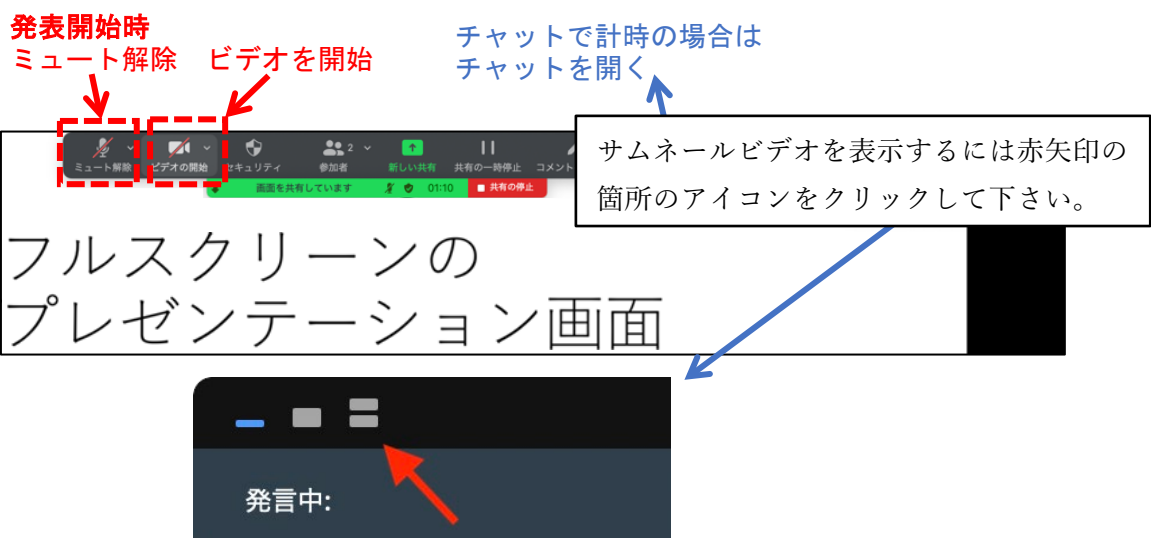 発表開始時
ミュート解除 ビデオを開始
チャットで計時の場合は
チャットを開く
サムネールビデオを表示するには赤矢印の
箇所のアイコンをクリックして下さい。
ミュート解除 ビデオの開始 セキュリティ 参加者 2 新しい共有 共有の一時停止 コメント
画面を共有しています 01:10 共有の停止
フルスクリーンの
プレゼンテーション画面
発言中: